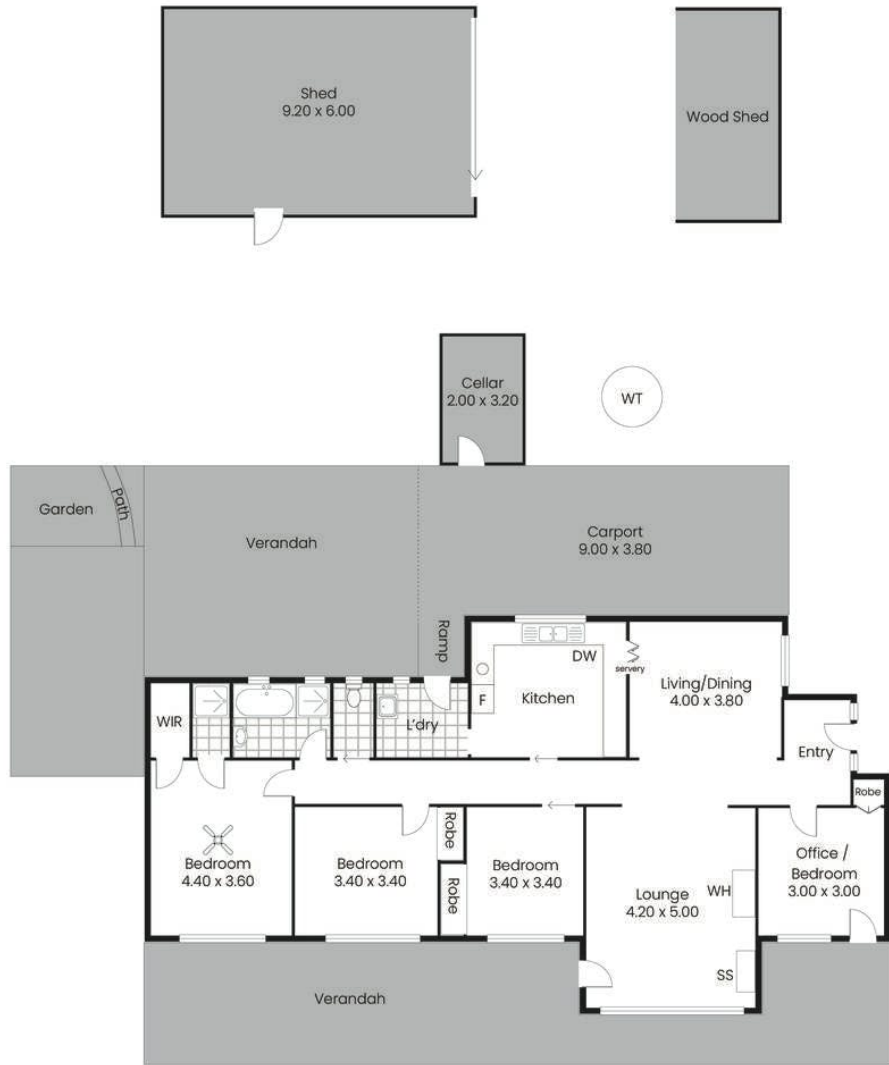 Shed
9.20 x 6.00
Wood Shed
Cellar
2.00 x 3.20
WT
Garden
Path
Verandah
Carport
9.00 x 3.80
Ramp
DW
servery
F
Kitchen
Living/Dining
4.00 x 3.80
WIR
L'dry
Entry
Robe
Bedroom
4.40 x 3.60
Bedroom
3.40 x 3.40
Robe
Robe
Bedroom
3.40 x 3.40
Lounge
4.20 x 5.00
WH
SS
Office /
Bedroom
3.00 x 3.00
Verandah